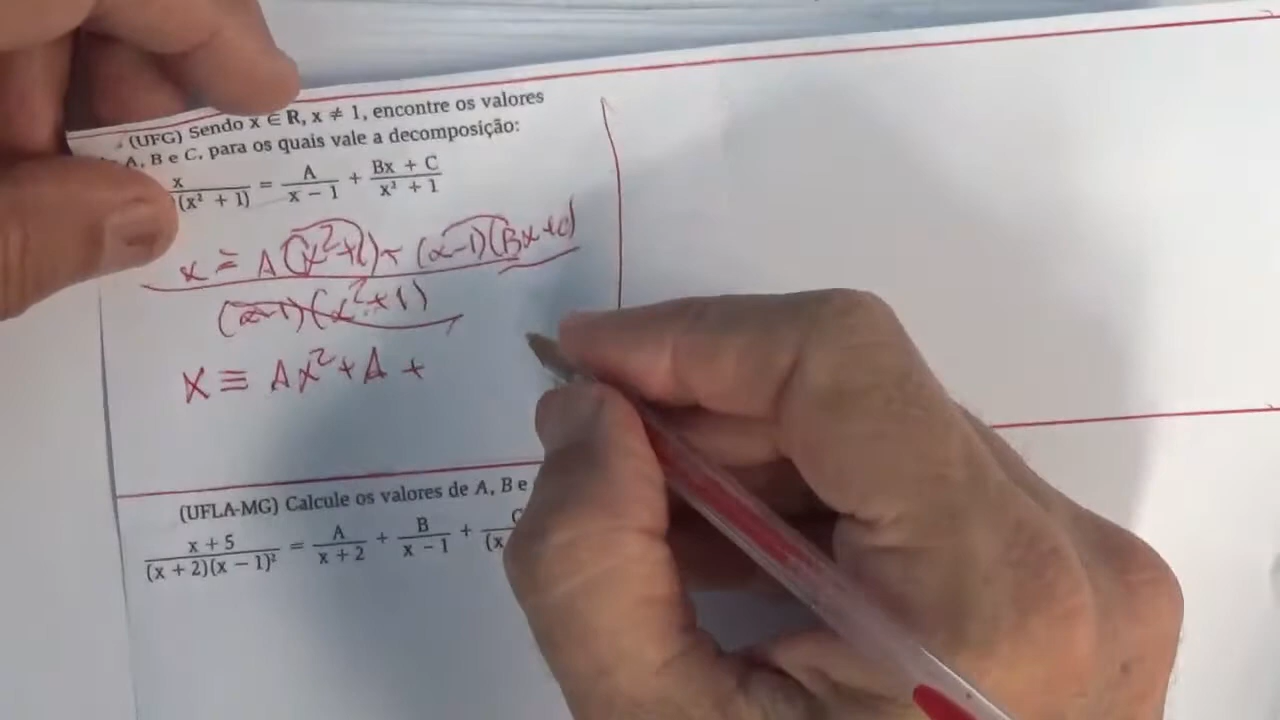 (UFG) Sendo x ∈ R, x ≠ 1, encontre os valores
A, B e C, para os quais vale a decomposição:
x/(x² + 1) = A/(x − 1) + (Bx + C)/(x³ + 1)
x = A(x²+1)+(x-1)(Bx+c)
(x-1)(x²+1)
x ≡ Ax²+A+
(UFLA-MG) Calcule os valores de A, B e
(x + 5)/((x + 2)(x − 1)²) = A/(x + 2) + B/(x − 1) + C/(x